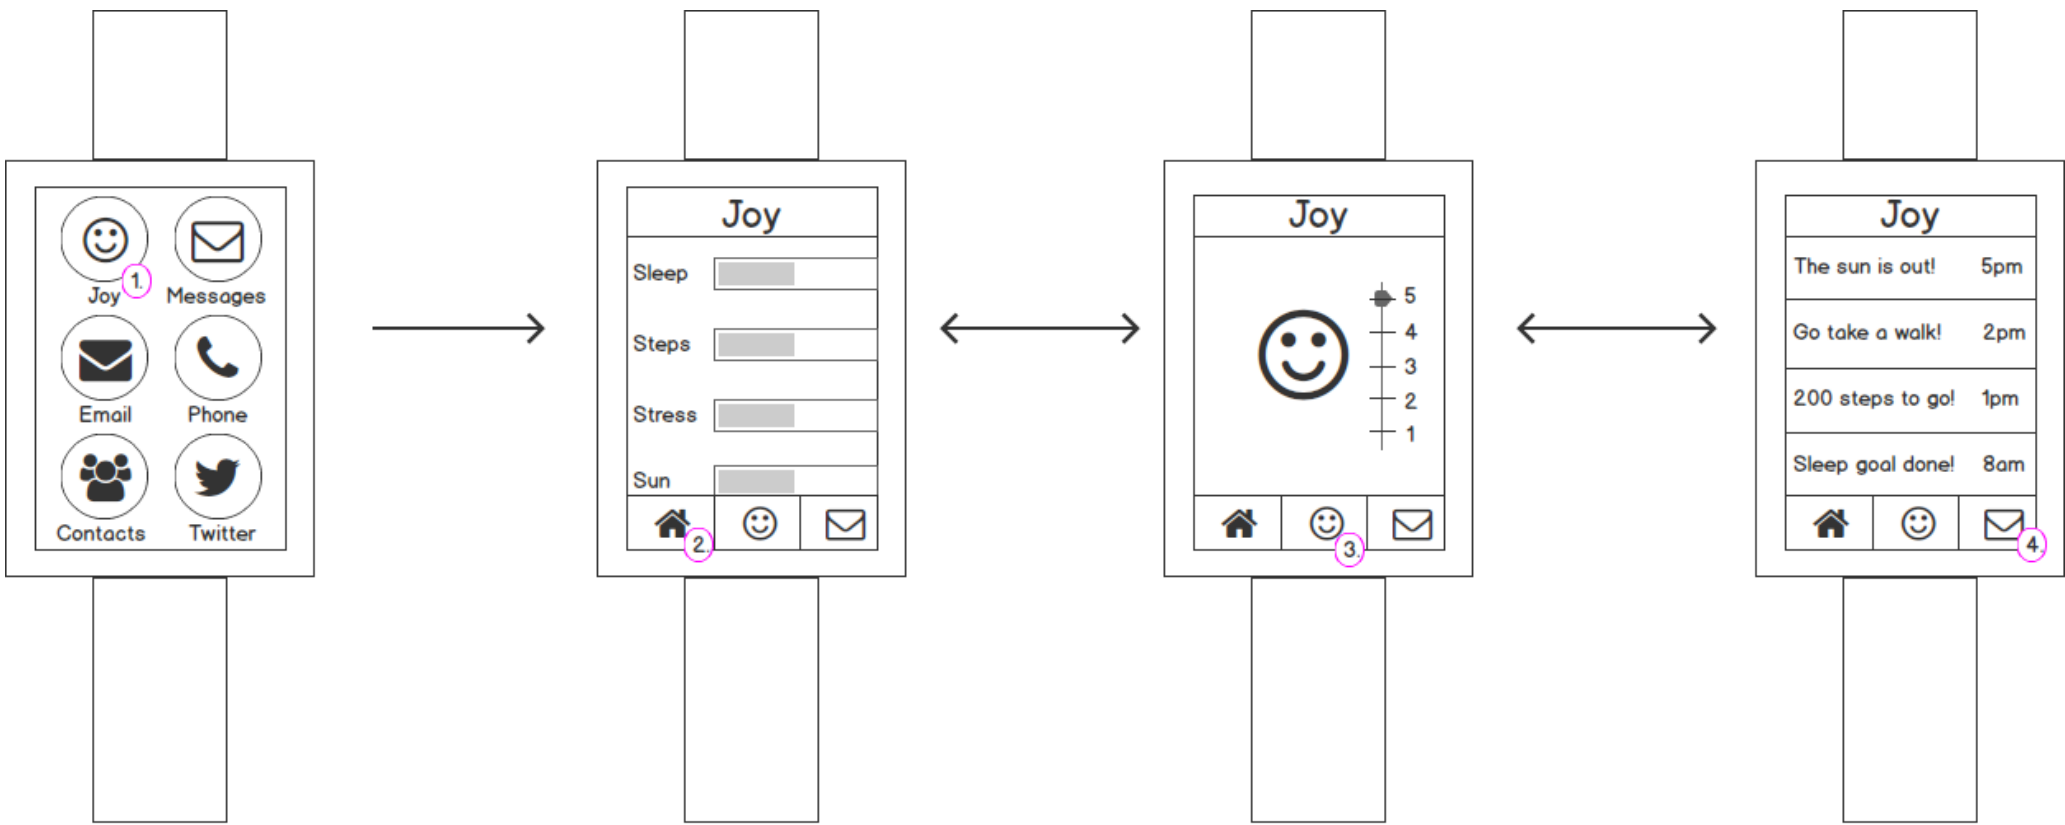 Joy
1.
Messages
Email
Phone
Contacts
Twitter
Joy
Sleep
Steps
Stress
Sun
2.
Joy
5
4
3
2
1
3.
Joy
The sun is out! 5pm
Go take a walk! 2pm
200 steps to go! 1pm
Sleep goal done! 8am
4.